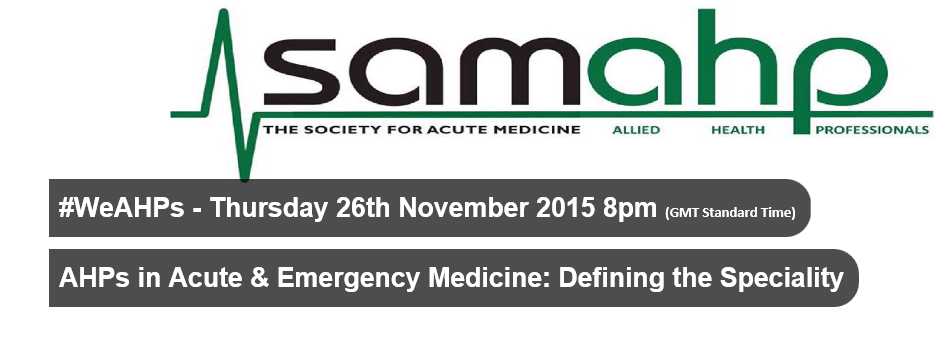 samahp
THE SOCIETY FOR ACUTE MEDICINE ALLIED HEALTH PROFESSIONALS
#WeAHPs - Thursday 26th November 2015 8pm (GMT Standard Time)
AHPs in Acute & Emergency Medicine: Defining the Speciality